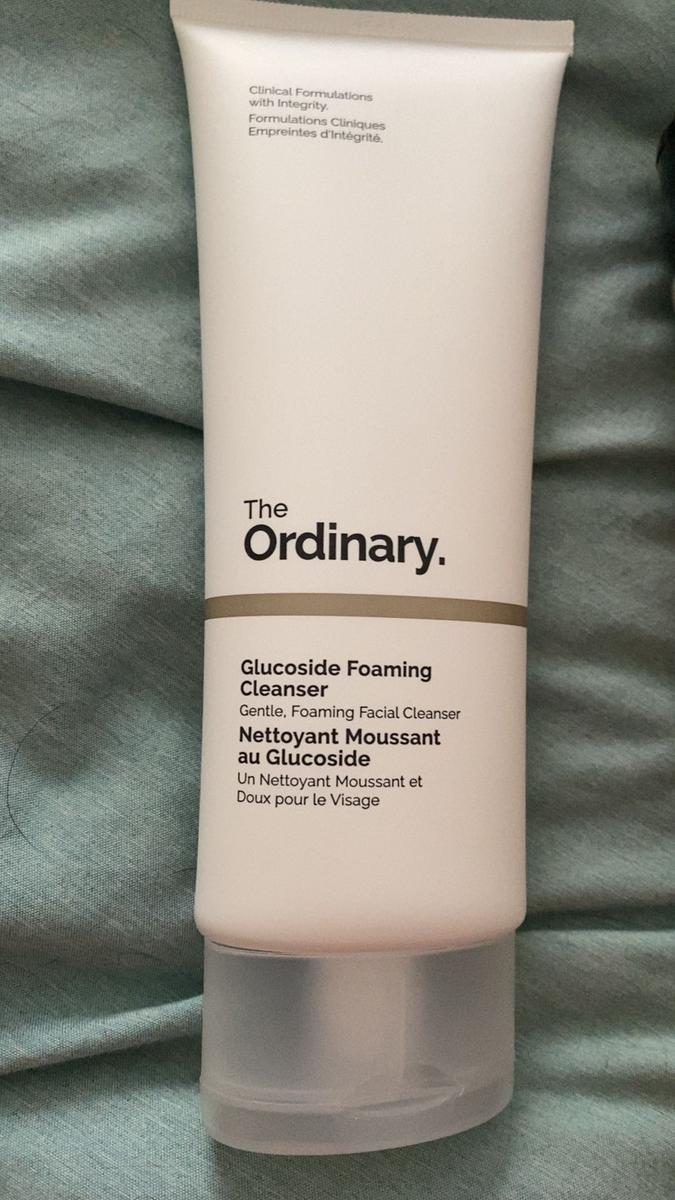 Clinical Formulations
with Integrity.
Formulations Cliniques
Empreintes d'Intégrité.
The
Ordinary.
Glucoside Foaming
Cleanser
Gentle, Foaming Facial Cleanser
Nettoyant Moussant
au Glucoside
Un Nettoyant Moussant et
Doux pour le Visage